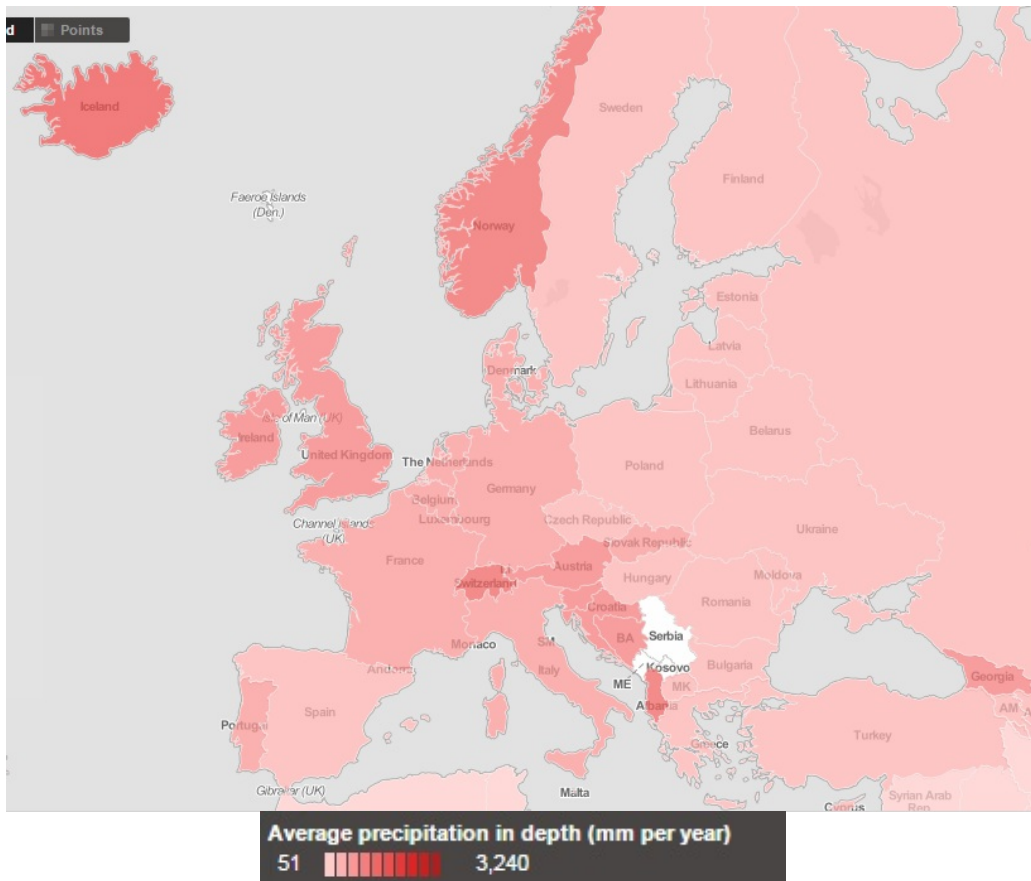 d
Points
Iceland
Sweden
Finland
Faeroe Islands
(Den.)
Norway
Estonia
Latvia
Denmark
Lithuania
Isle of Man (UK)
Belarus
Ireland
United Kingdom
The Netherlands
Poland
Germany
Belgium
Channel Islands
(UK)
Luxembourg
Czech Republic
Ukraine
Slovak Republic
France
Austria
Switzerland
Hungary
Moldova
Romania
Croatia
BA
Serbia
Monaco
SM
Kosovo
Bulgaria
Andorra
Italy
Georgia
ME
MK
Albania
Spain
Portugal
AM
A
Greece
Turkey
Gibraltar (UK)
Malta
Syrian Arab
Rep.
Cyprus
Average precipitation in depth (mm per year)
51
3,240